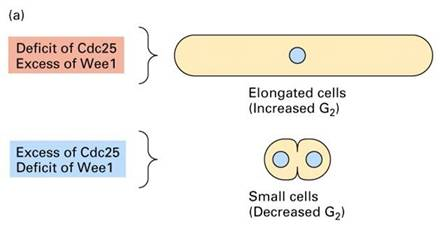 (a)
Deficit of Cdc25
Excess of Wee1
Elongated cells
(Increased G₂)
Excess of Cdc25
Deficit of Wee1
Small cells
(Decreased G₂)